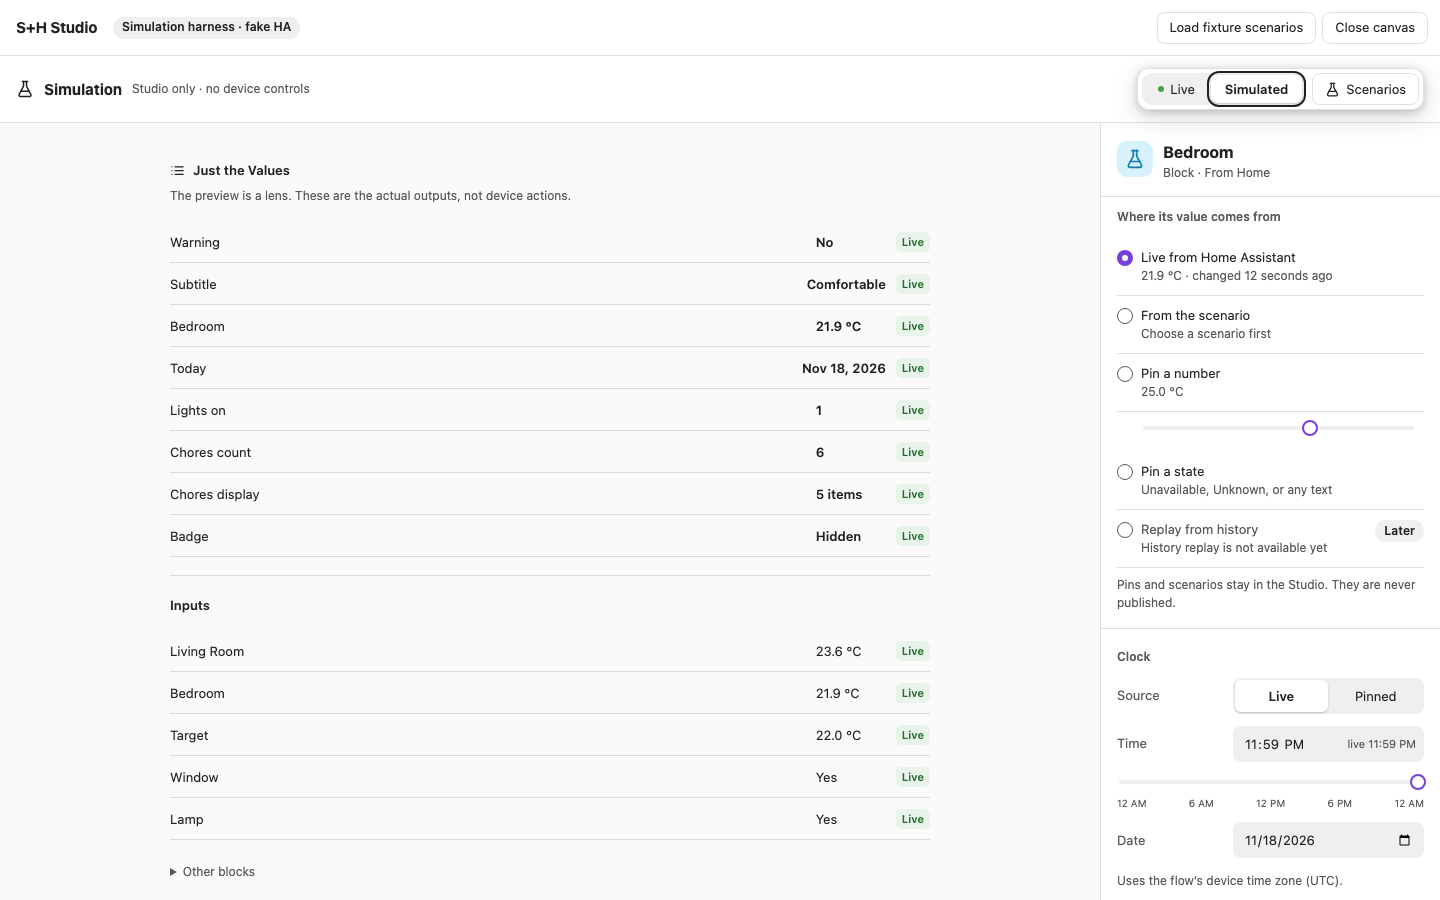 S+H Studio
Simulation harness · fake HA
Load fixture scenarios
Close canvas
Simulation
Studio only · no device controls
Live
Simulated
Scenarios
Just the Values
The preview is a lens. These are the actual outputs, not device actions.
Warning No Live
Subtitle Comfortable Live
Bedroom 21.9 °C Live
Today Nov 18, 2026 Live
Lights on 1 Live
Chores count 6 Live
Chores display 5 items Live
Badge Hidden Live
Inputs
Living Room 23.6 °C Live
Bedroom 21.9 °C Live
Target 22.0 °C Live
Window Yes Live
Lamp Yes Live
Other blocks
Bedroom
Block · From Home
Where its value comes from
Live from Home Assistant
21.9 °C · changed 12 seconds ago
From the scenario
Choose a scenario first
Pin a number
25.0 °C
Pin a state
Unavailable, Unknown, or any text
Replay from history Later
History replay is not available yet
Pins and scenarios stay in the Studio. They are never
published.
Clock
Source Live Pinned
Time 11:59 PM live 11:59 PM
12 AM 6 AM 12 PM 6 PM 12 AM
Date 11/18/2026
Uses the flow’s device time zone (UTC).